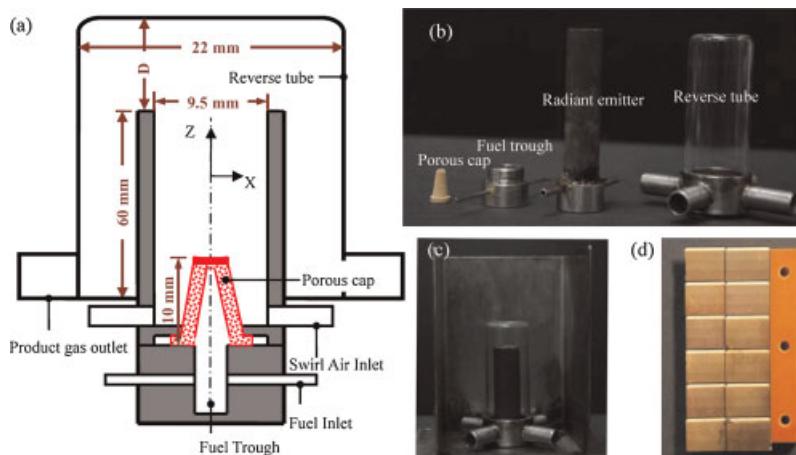 (a)
22 mm
D
Reverse tube
9.5 mm
Z
X
60 mm
10 mm
Porous cap
Product gas outlet
Swirl Air Inlet
Fuel Inlet
Fuel Trough
(b)
Radiant emitter
Reverse tube
Fuel trough
Porous cap
(c)
(d)